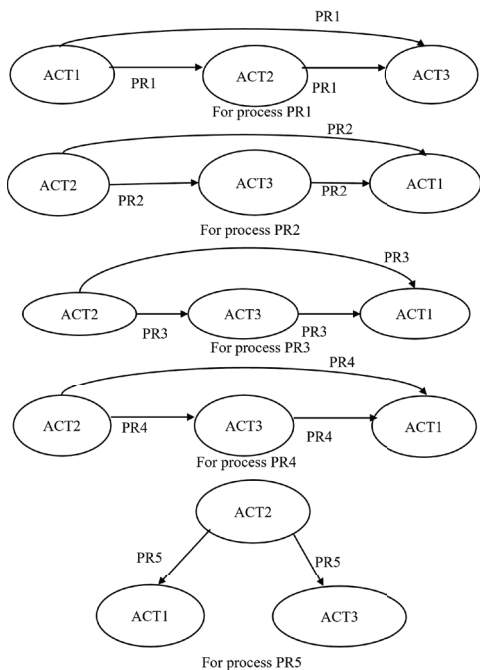 PR1
ACT1 ACT2 ACT3
PR1 PR1
For process PR1
PR2
ACT2 ACT3 ACT1
PR2 PR2
For process PR2
PR3
ACT2 ACT3 ACT1
PR3 PR3
For process PR3
PR4
ACT2 ACT3 ACT1
PR4 PR4
For process PR4
ACT2
PR5 PR5
ACT1 ACT3
For process PR5